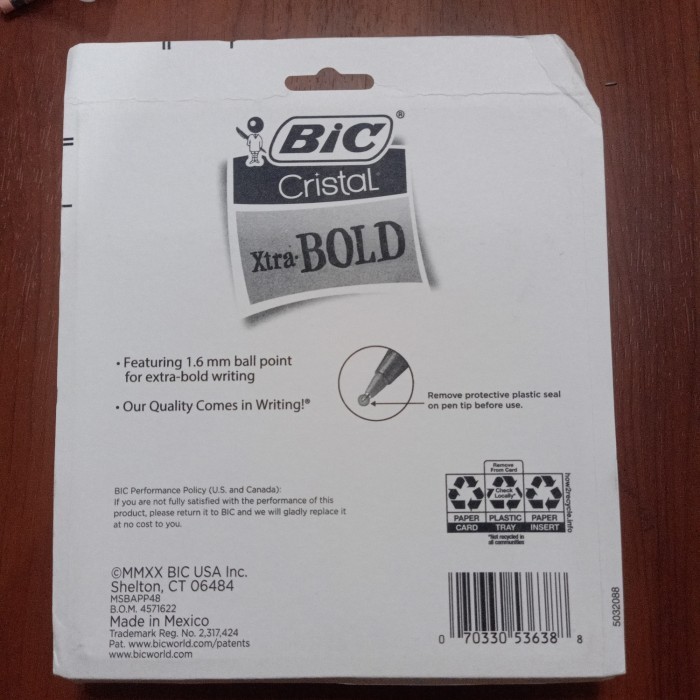 BiC®
Cristal®
Xtra-BOLD
• Featuring 1.6 mm ball point
for extra-bold writing
• Our Quality Comes in Writing!®
Remove protective plastic seal
on pen tip before use.
BIC Performance Policy (U.S. and Canada):
If you are not fully satisfied with the performance of this
product, please return it to BIC and we will gladly replace it
at no cost to you.
Remove
From Card
Check
Locally*
PAPER
CARD
PLASTIC
TRAY
PAPER
INSERT
*Not recycled in
all communities
how2recycle.info
©MMXX BIC USA Inc.
Shelton, CT 06484
MSBAPP48
B.O.M. 4571622
Made in Mexico
Trademark Reg. No. 2,317,424
Pat. www.bicworld.com/patents
www.bicworld.com
0 70330 53638 8
5032088